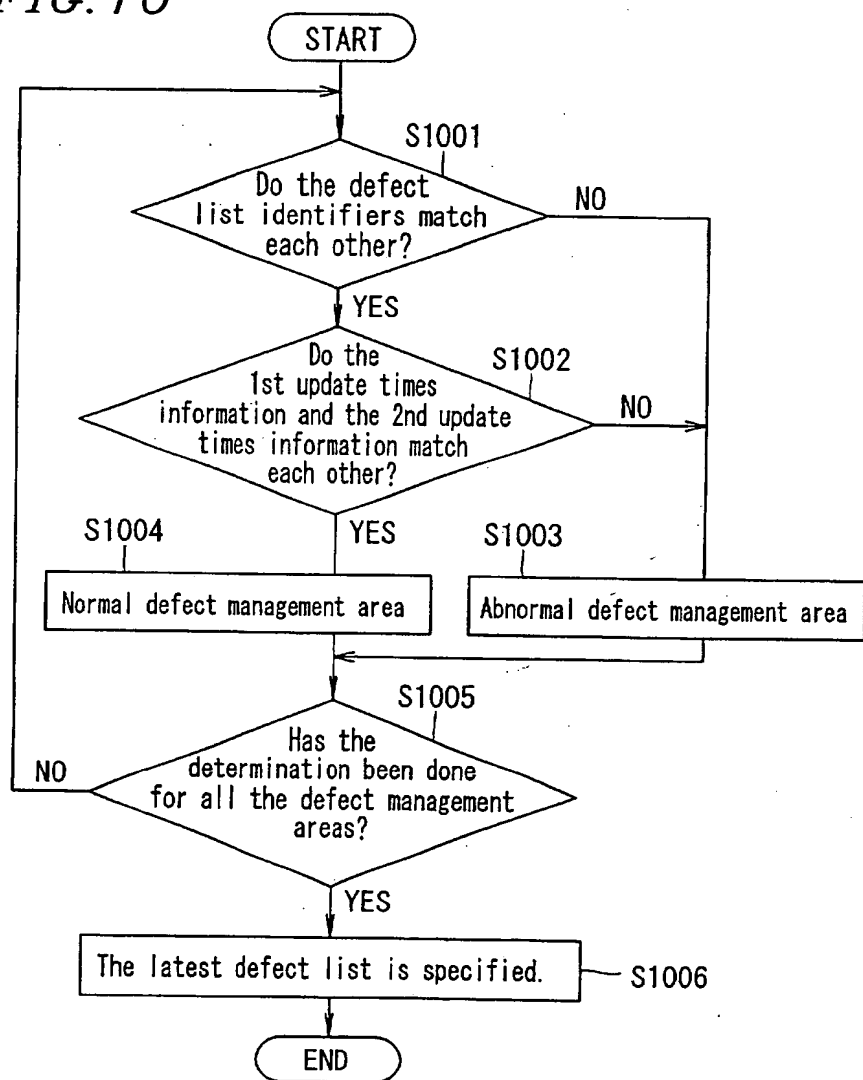 FIG. 10
START
S1001
Do the defect
list identifiers match
each other?
NO
YES
S1002
Do the
1st update times
information and the 2nd update
times information match
each other?
NO
YES
S1004
S1003
Normal defect management area
Abnormal defect management area
S1005
Has the
determination been done
for all the defect management
areas?
NO
YES
The latest defect list is specified.
S1006
END